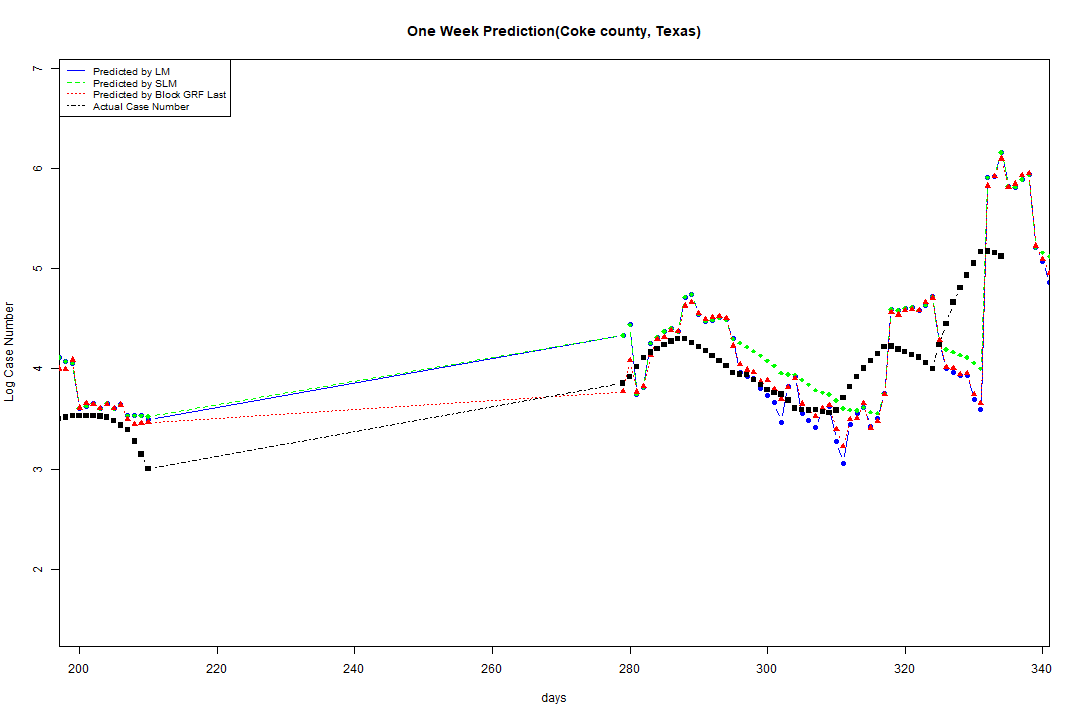 One Week Prediction(Coke county, Texas)
Predicted by LM
Predicted by SLM
Predicted by Block GRF Last
Actual Case Number
7
6
5
4
3
2
Log Case Number
200 220 240 260 280 300 320 340
days